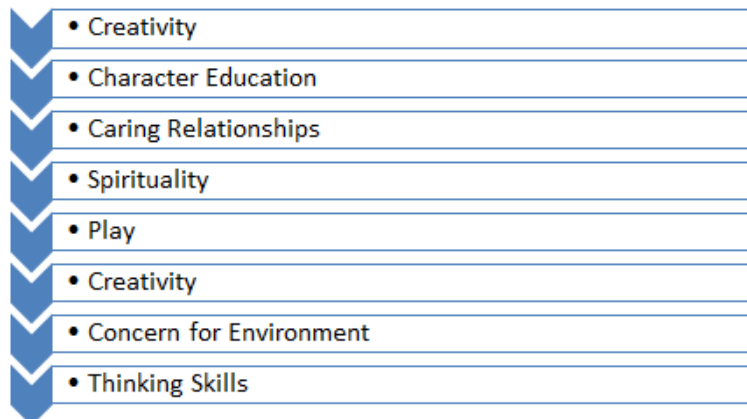 • Creativity
• Character Education
• Caring Relationships
• Spirituality
• Play
• Creativity
• Concern for Environment
• Thinking Skills